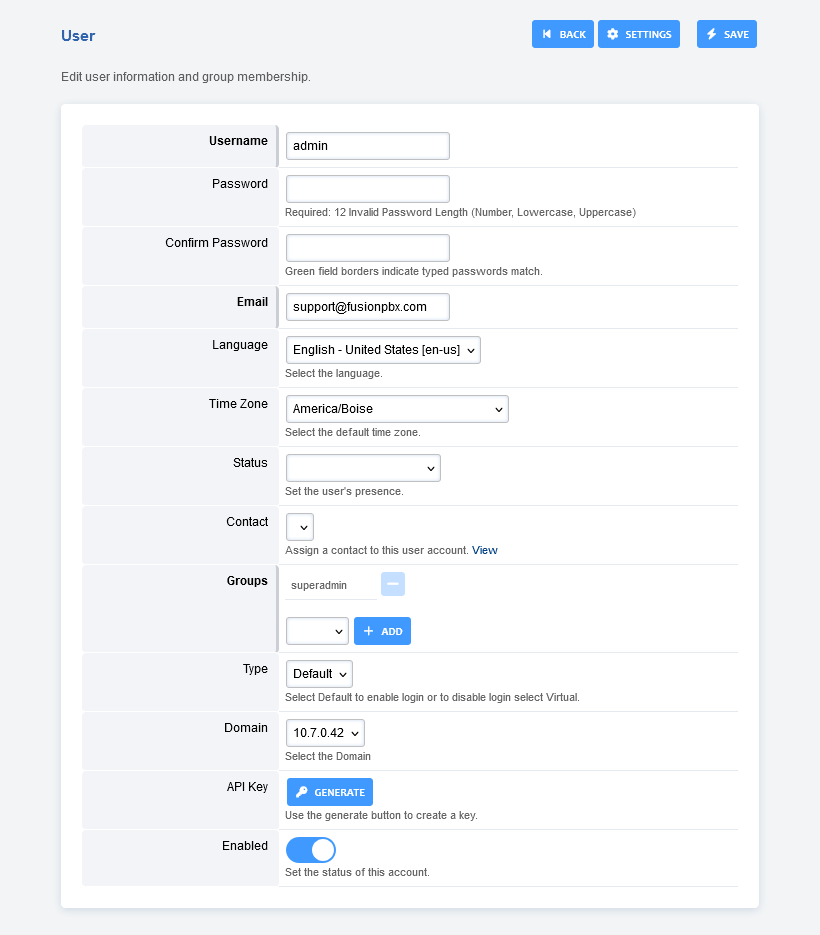 User
BACK
SETTINGS
SAVE
Edit user information and group membership.
Username
admin
Password
Required: 12 Invalid Password Length (Number, Lowercase, Uppercase)
Confirm Password
Green field borders indicate typed passwords match.
Email
support@fusionpbx.com
Language
English - United States [en-us]
Select the language.
Time Zone
America/Boise
Select the default time zone.
Status
Set the user's presence.
Contact
Assign a contact to this user account. View
Groups
superadmin
ADD
Type
Default
Select Default to enable login or to disable login select Virtual.
Domain
10.7.0.42
Select the Domain
API Key
GENERATE
Use the generate button to create a key.
Enabled
Set the status of this account.